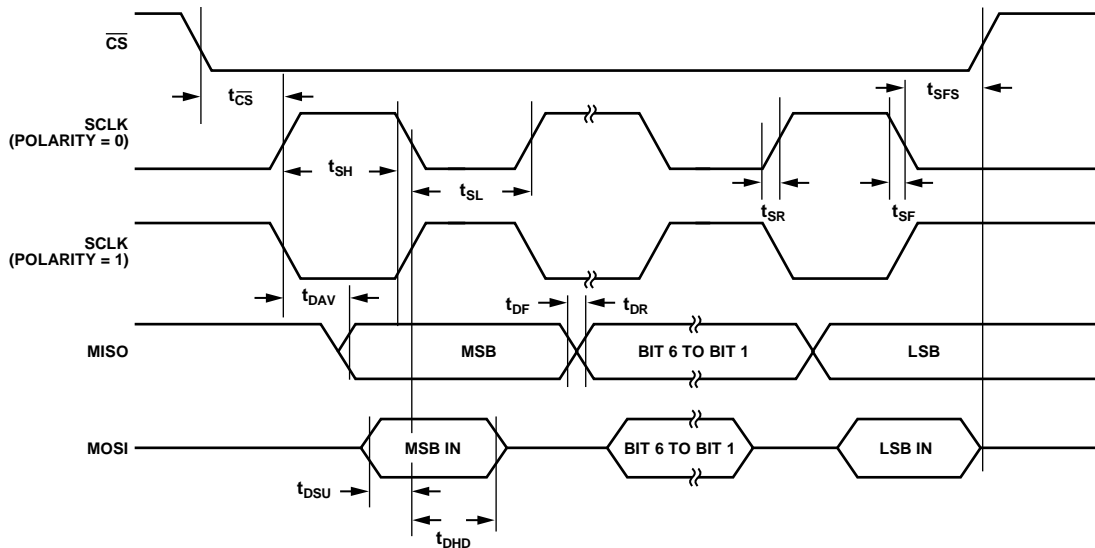 CS
tCS
tSFS
SCLK
(POLARITY = 0)
tSH
tSL
tSR
tSF
SCLK
(POLARITY = 1)
tDAV
tDF
tDR
MISO
MSB
BIT 6 TO BIT 1
LSB
MOSI
MSB IN
BIT 6 TO BIT 1
LSB IN
tDSU
tDHD